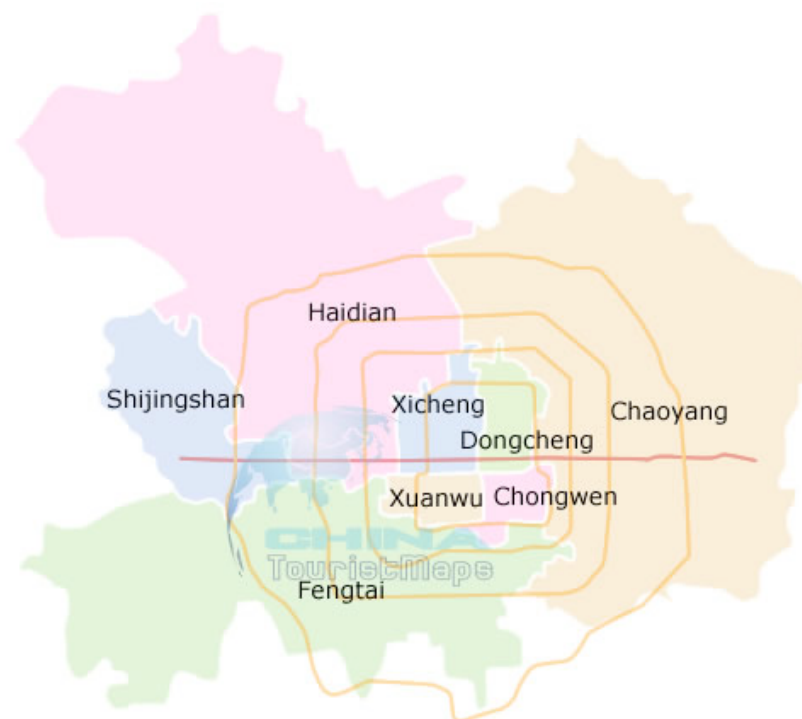 Haidian
Shijingshan
Xicheng
Chaoyang
Dongcheng
Xuanwu
Chongwen
CHINA
TouristMaps
Fengtai